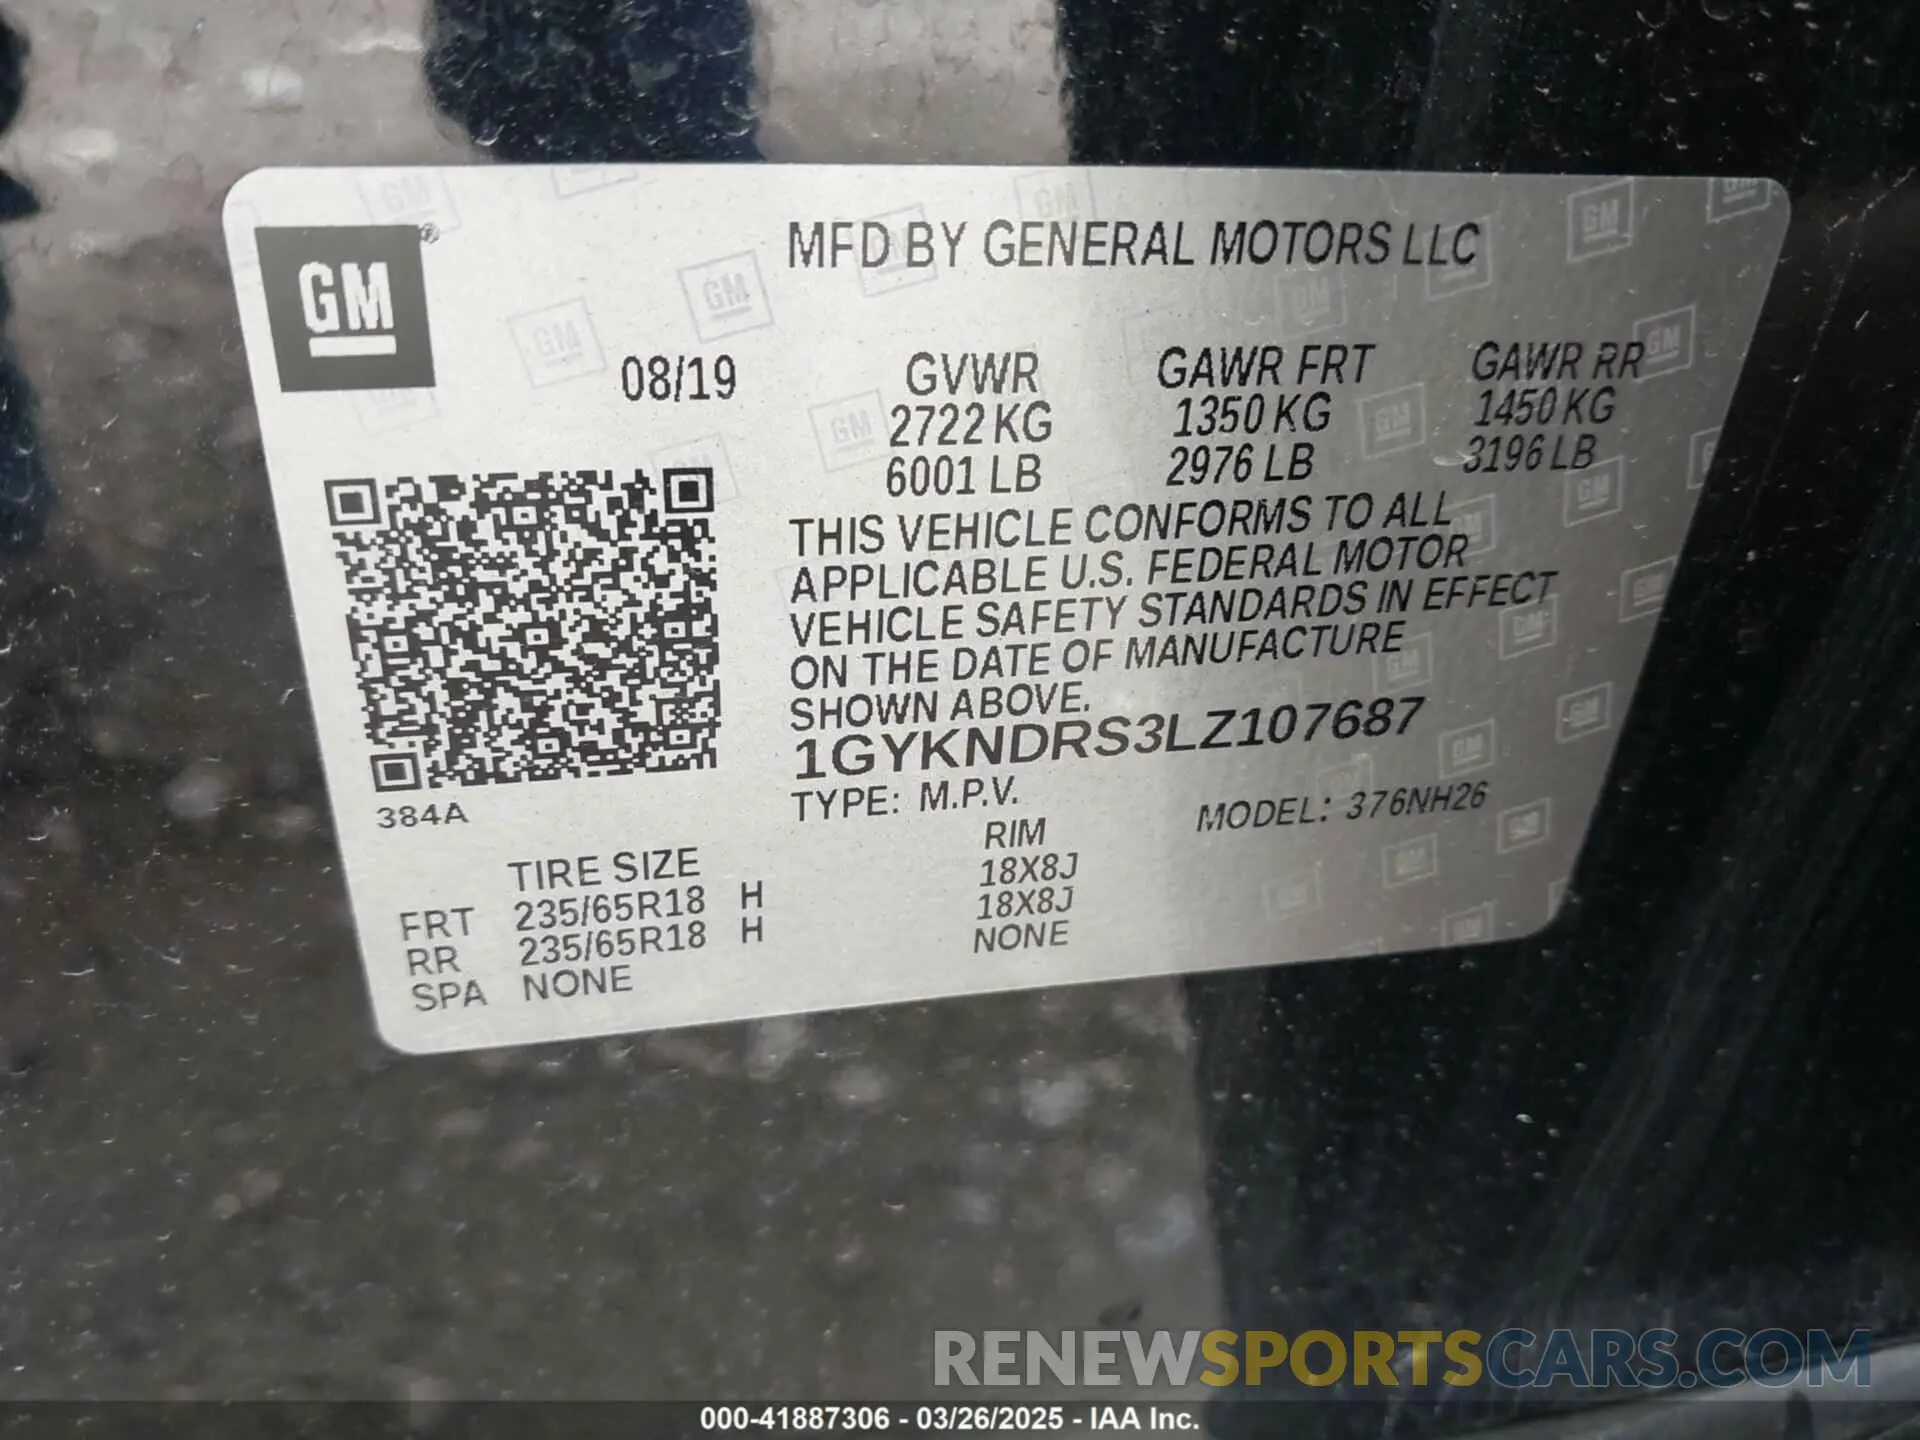 GM®
MFD BY GENERAL MOTORS LLC
08/19
GVWR
2722 KG
6001 LB
GAWR FRT
1350 KG
2976 LB
GAWR RR
1450 KG
3196 LB
THIS VEHICLE CONFORMS TO ALL
APPLICABLE U.S. FEDERAL MOTOR
VEHICLE SAFETY STANDARDS IN EFFECT
ON THE DATE OF MANUFACTURE
SHOWN ABOVE.
1GYKNDRS3LZ107687
TYPE: M.P.V.
MODEL: 376NH26
384A
TIRE SIZE RIM
FRT 235/65R18 H 18X8J
RR 235/65R18 H 18X8J
SPA NONE NONE
RENEWSPORTSCARS.COM
000-41887306 - 03/26/2025 - IAA Inc.